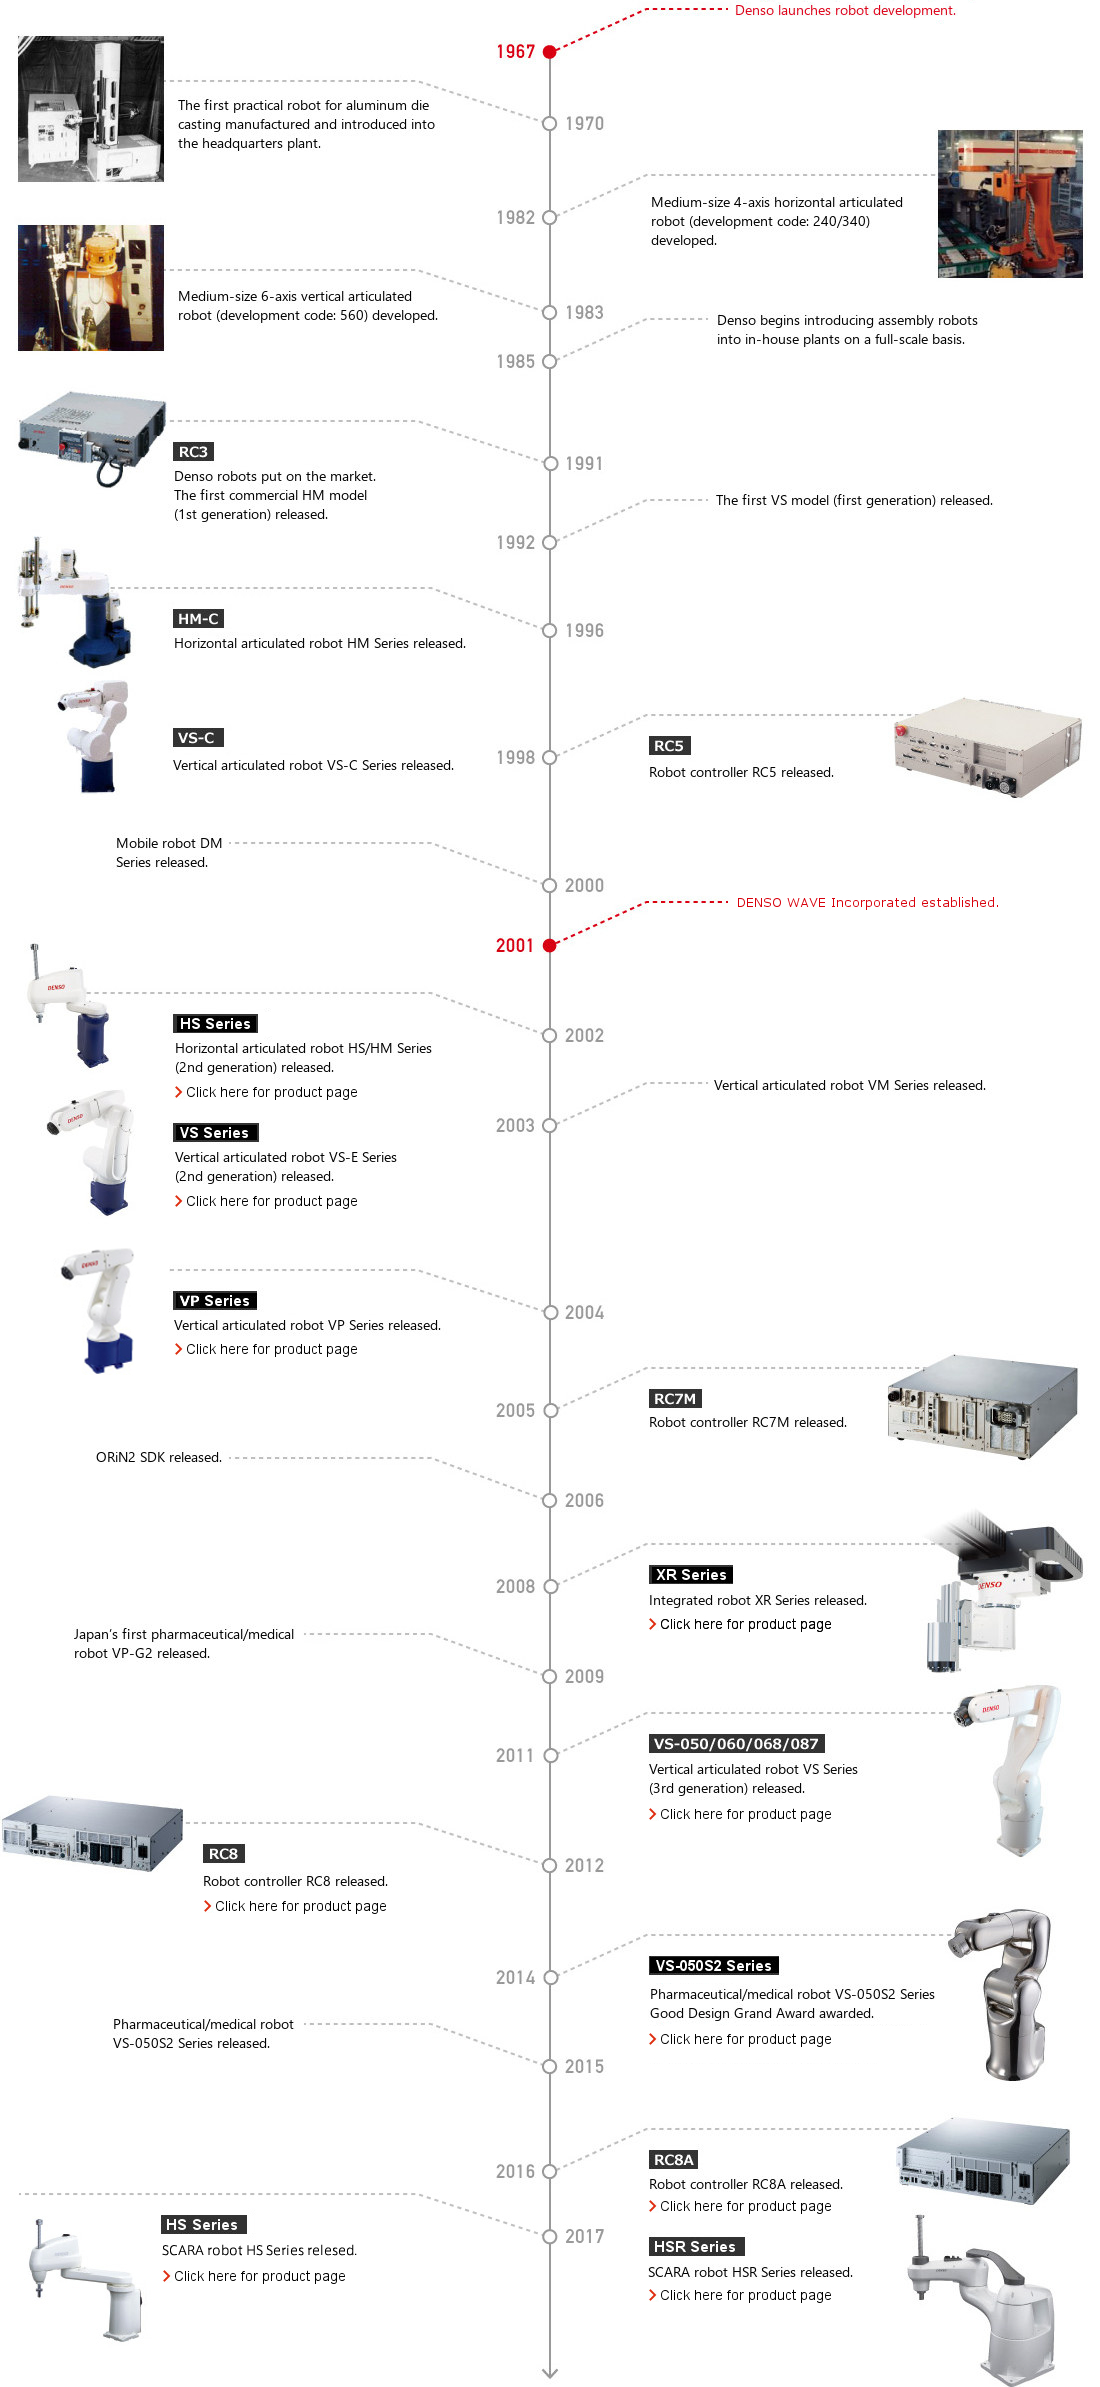 Denso launches robot development.
1967
The first practical robot for aluminum die
casting manufactured and introduced into
the headquarters plant.
1970
1982
Medium-size 4-axis horizontal articulated
robot (development code: 240/340)
developed.
Medium-size 6-axis vertical articulated
robot (development code: 560) developed.
1983
Denso begins introducing assembly robots
into in-house plants on a full-scale basis.
1985
RC3
Denso robots put on the market.
The first commercial HM model
(1st generation) released.
1991
The first VS model (first generation) released.
1992
DENSO
HM-C
Horizontal articulated robot HM Series released.
1996
DENSO
VS-C
Vertical articulated robot VS-C Series released.
1998
RC5
Robot controller RC5 released.
Mobile robot DM
Series released.
2000
DENSO WAVE Incorporated established.
2001
DENSO
HS Series
Horizontal articulated robot HS/HM Series
(2nd generation) released.
Click here for product page
2002
Vertical articulated robot VM Series released.
2003
DENSO
VS Series
Vertical articulated robot VS-E Series
(2nd generation) released.
Click here for product page
DENSO
VP Series
Vertical articulated robot VP Series released.
Click here for product page
2004
2005
RC7M
Robot controller RC7M released.
ORiN2 SDK released.
2006
2008
XR Series
Integrated robot XR Series released.
Click here for product page
DENSO
Japan's first pharmaceutical/medical
robot VP-G2 released.
2009
2011
DENSO
VS-050/060/068/087
Vertical articulated robot VS Series
(3rd generation) released.
Click here for product page
RC8
Robot controller RC8 released.
Click here for product page
2012
2014
VS-050S2 Series
Pharmaceutical/medical robot VS-050S2 Series
Good Design Grand Award awarded.
Click here for product page
Pharmaceutical/medical robot
VS-050S2 Series released.
2015
2016
RC8A
Robot controller RC8A released.
Click here for product page
2017
HS Series
SCARA robot HS Series relesed.
Click here for product page
HSR Series
SCARA robot HSR Series released.
Click here for product page